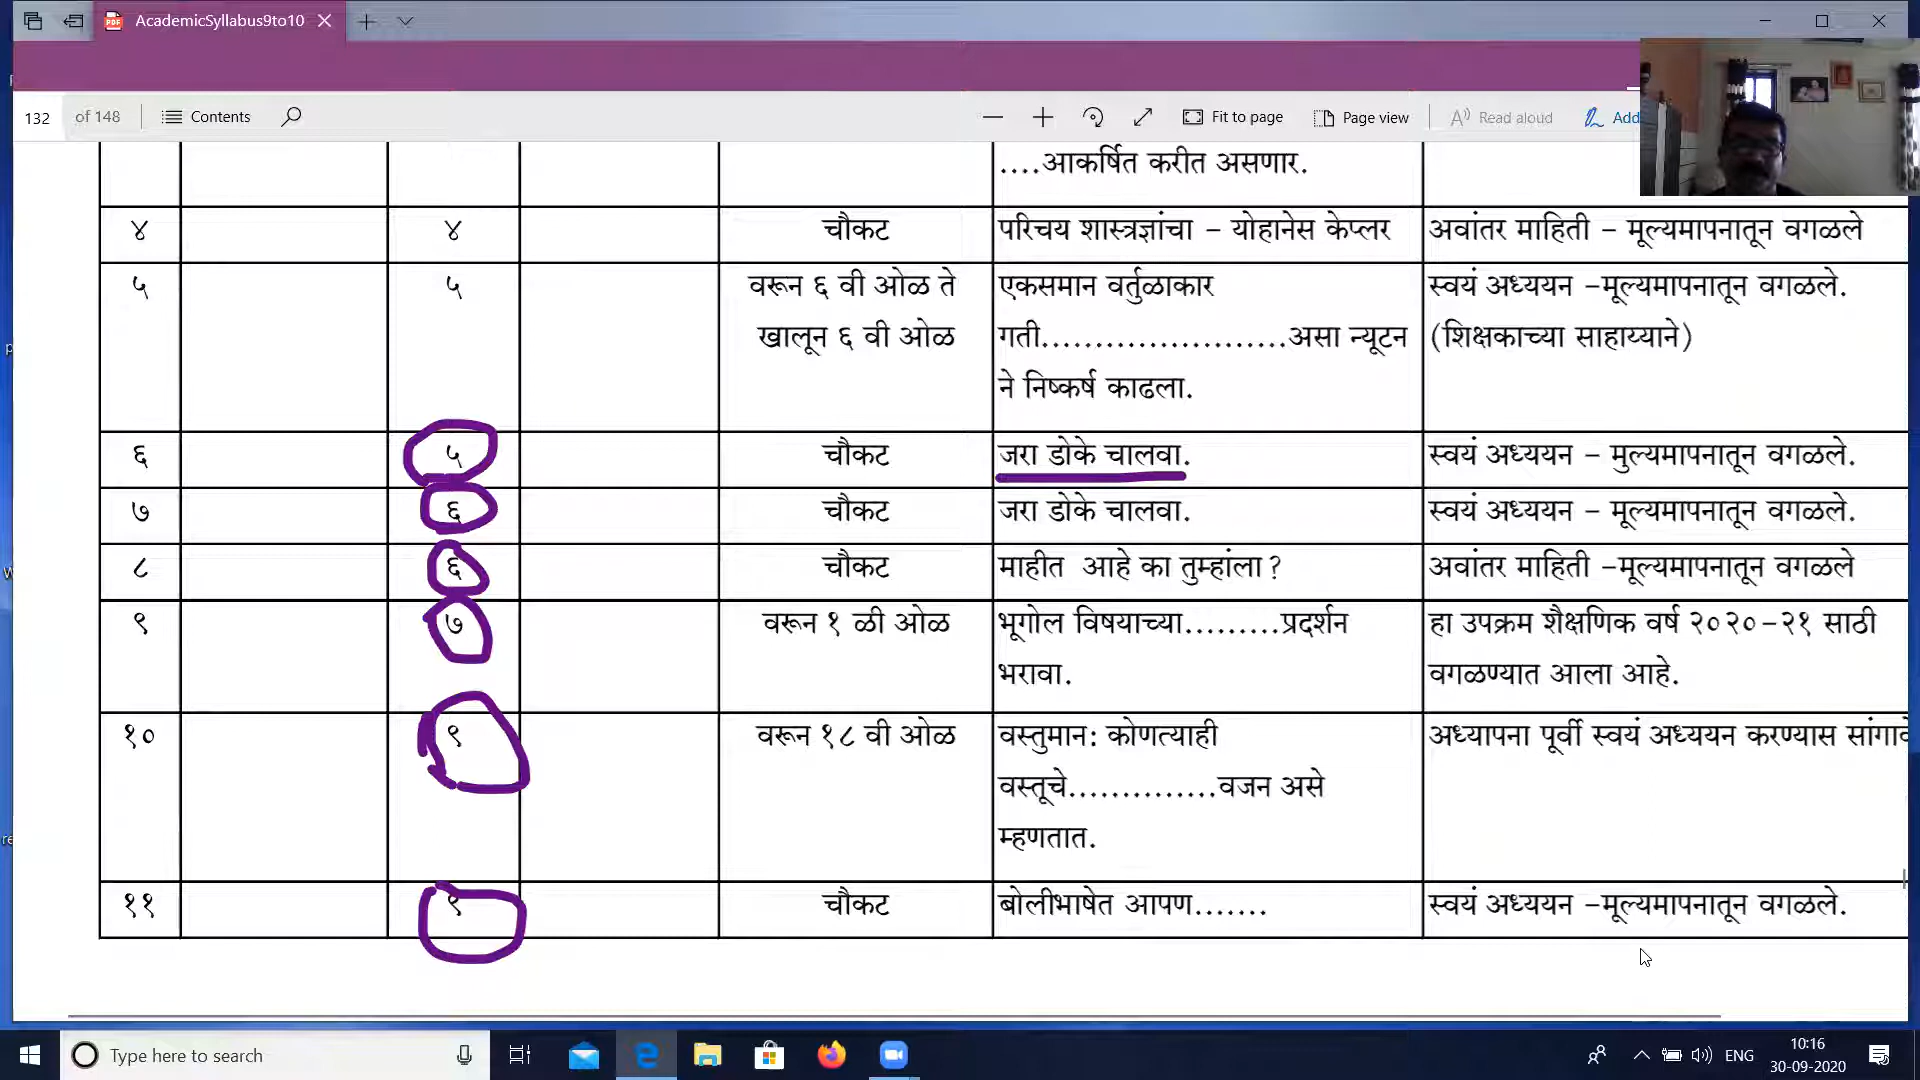 AcademicSyllabus9to10
132 of 148 Contents Fit to page Page view Read aloud Add
....आकर्षित करीत असणार.
४ ४ चौकट परिचय शास्त्रज्ञांचा - योहानेस केप्लर अवांतर माहिती - मूल्यमापनातून वगळले
५ ५ वरून ६ वी ओळ ते एकसमान वर्तुळाकार स्वयं अध्ययन -मूल्यमापनातून वगळले.
खालून ६ वी ओळ गती.......................असा न्यूटन (शिक्षकाच्या साहाय्याने)
ने निष्कर्ष काढला.
६ ५ चौकट जरा डोके चालवा. स्वयं अध्ययन - मुल्यमापनातून वगळले.
७ ६ चौकट जरा डोके चालवा. स्वयं अध्ययन - मूल्यमापनातून वगळले.
८ ६ चौकट माहीत आहे का तुम्हांला? अवांतर माहिती -मूल्यमापनातून वगळले
९ ७ वरून १ ळी ओळ भूगोल विषयाच्या.........प्रदर्शन हा उपक्रम शैक्षणिक वर्ष २०२०-२१ साठी
भरावा. वगळण्यात आला आहे.
१० ९ वरून १८ वी ओळ वस्तुमान: कोणत्याही अध्यापना पूर्वी स्वयं अध्ययन करण्यास
वस्तूचे..............वजन असे
म्हणतात.
११ ९ चौकट बोलीभाषेत आपण....... स्वयं अध्ययन -मूल्यमापनातून वगळले.
Type here to search ENG 10:16
30-09-2020